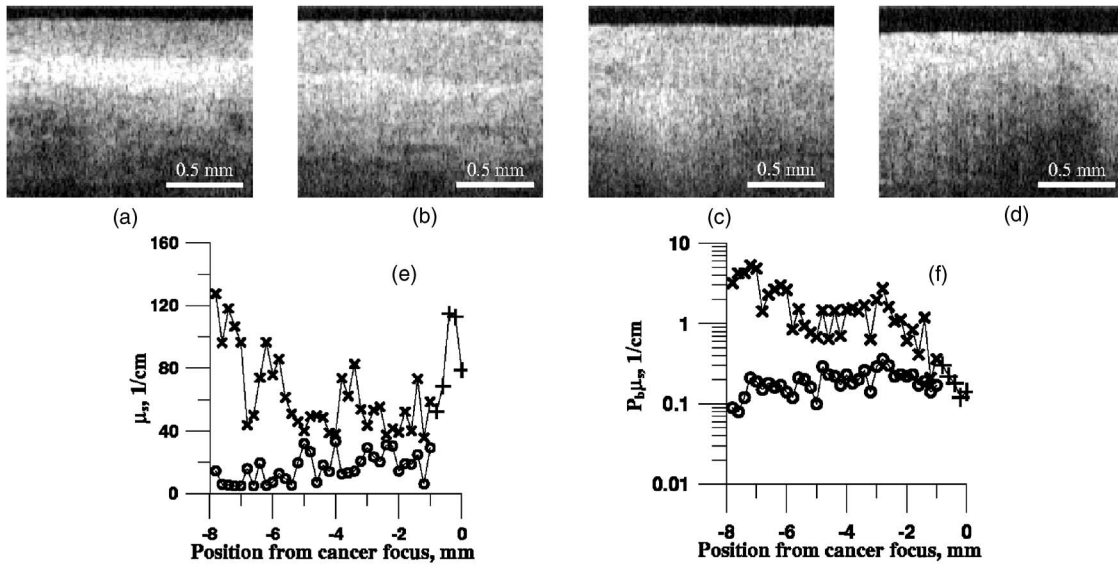 0.5 mm
0.5 mm
0.5 mm
0.5 mm
(a)
(b)
(c)
(d)
160
120
80
40
0
μs, 1/cm
(e)
-8
-6
-4
-2
0
Position from cancer focus, mm
10
1
0.1
0.01
Pbμs, 1/cm
(f)
-8
-6
-4
-2
0
Position from cancer focus, mm